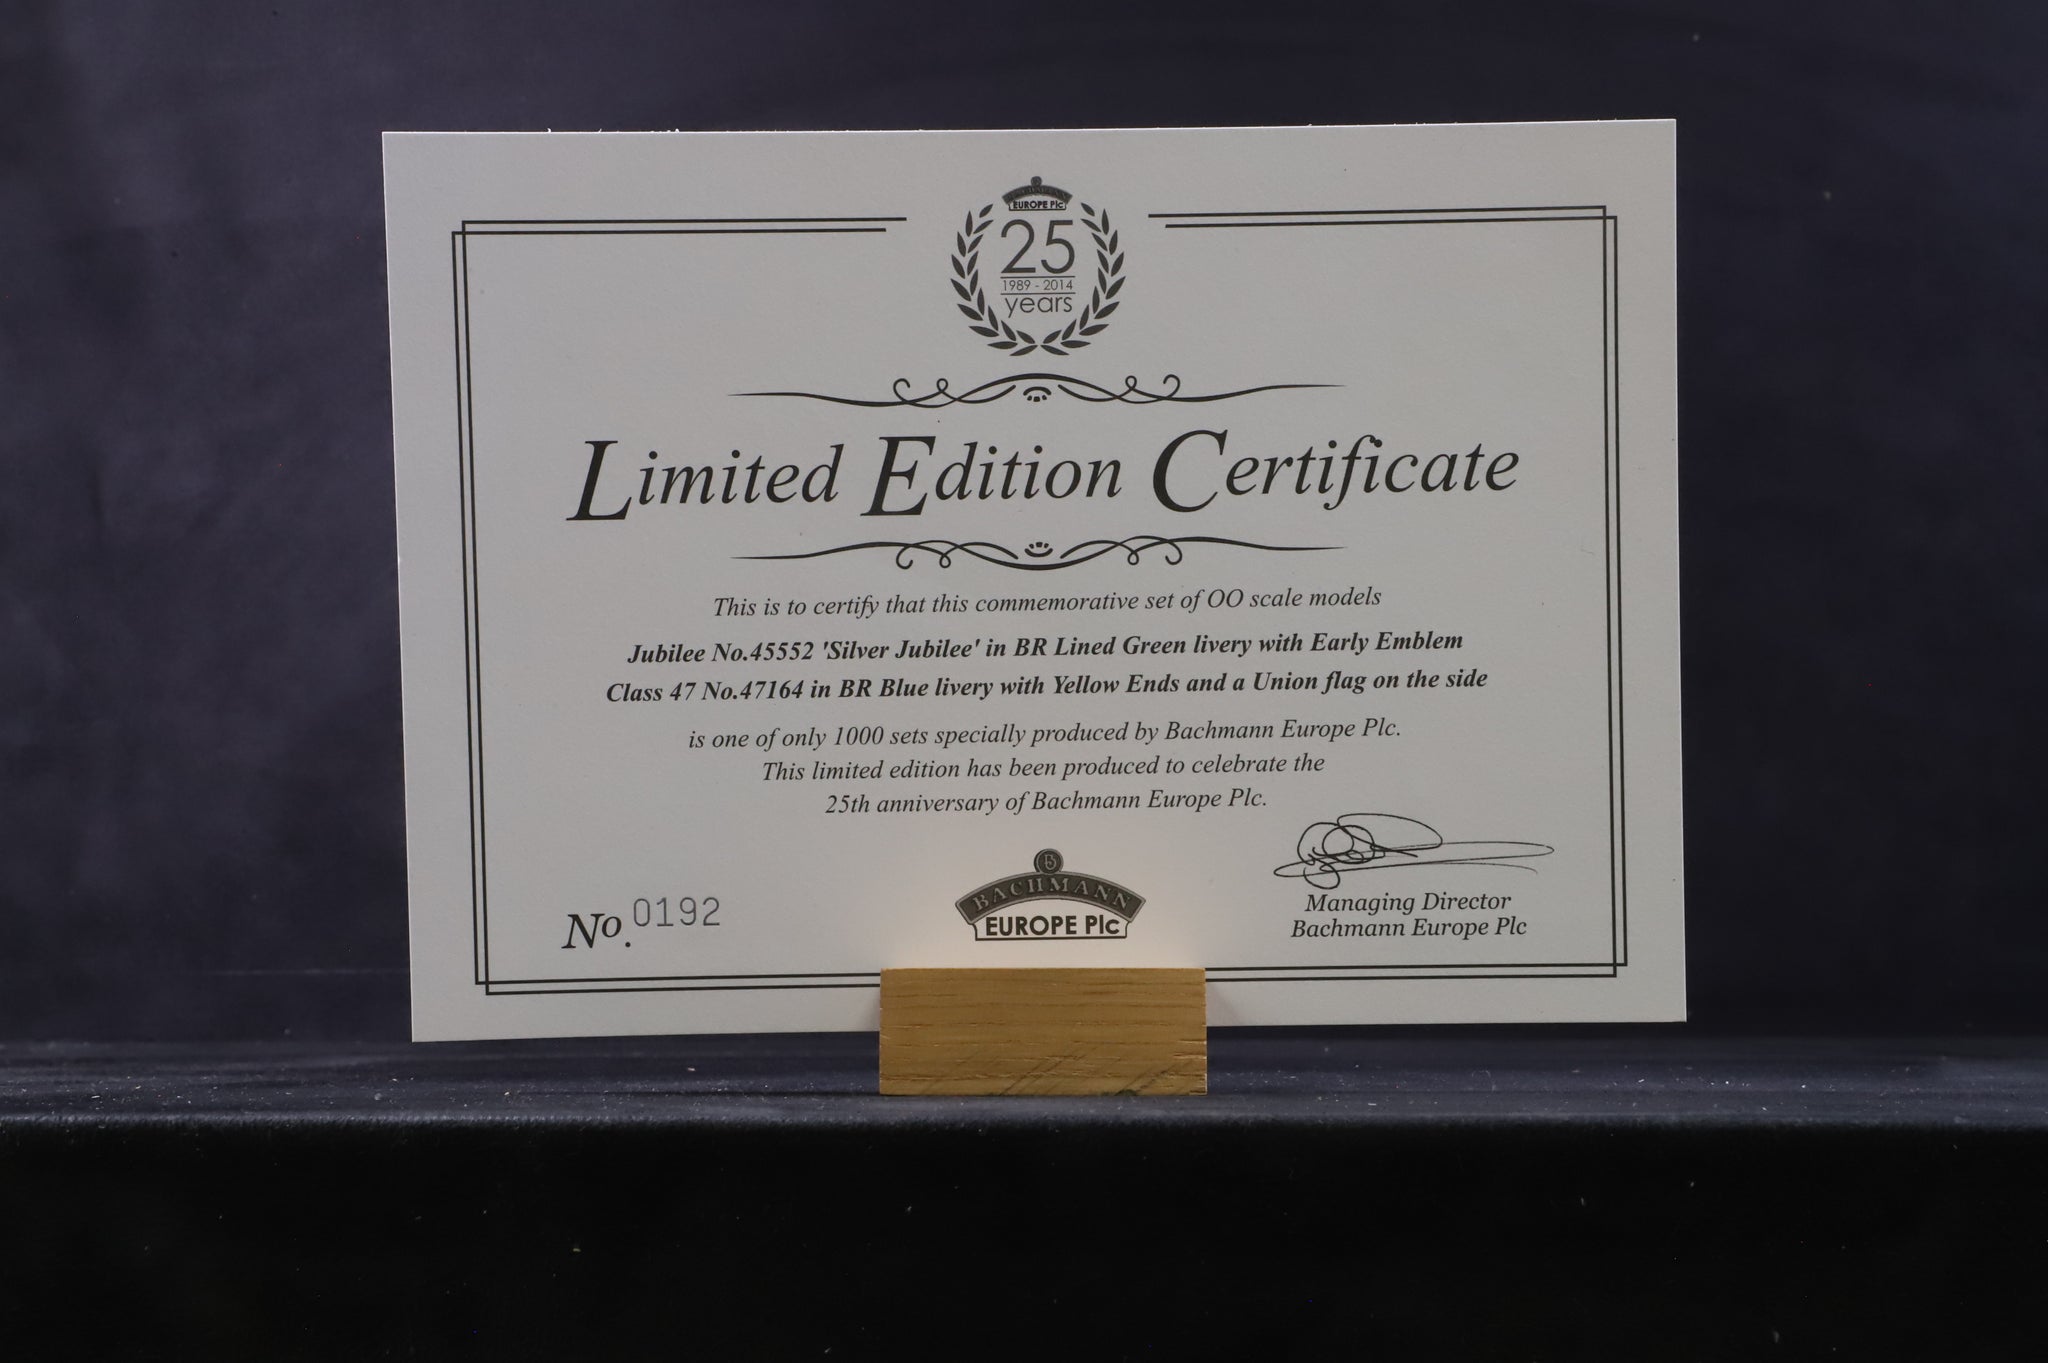 BACHMANN
EUROPE Plc
25
1989 - 2014
years
Limited Edition Certificate
This is to certify that this commemorative set of OO scale models
Jubilee No.45552 'Silver Jubilee' in BR Lined Green livery with Early Emblem
Class 47 No.47164 in BR Blue livery with Yellow Ends and a Union flag on the side
is one of only 1000 sets specially produced by Bachmann Europe Plc.
This limited edition has been produced to celebrate the
25th anniversary of Bachmann Europe Plc.
No. 0192
B
BACHMANN
EUROPE Plc
Managing Director
Bachmann Europe Plc